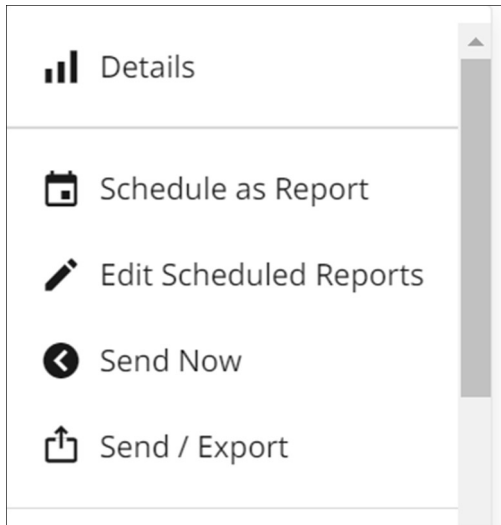 Details
Schedule as Report
Edit Scheduled Reports
Send Now
Send / Export